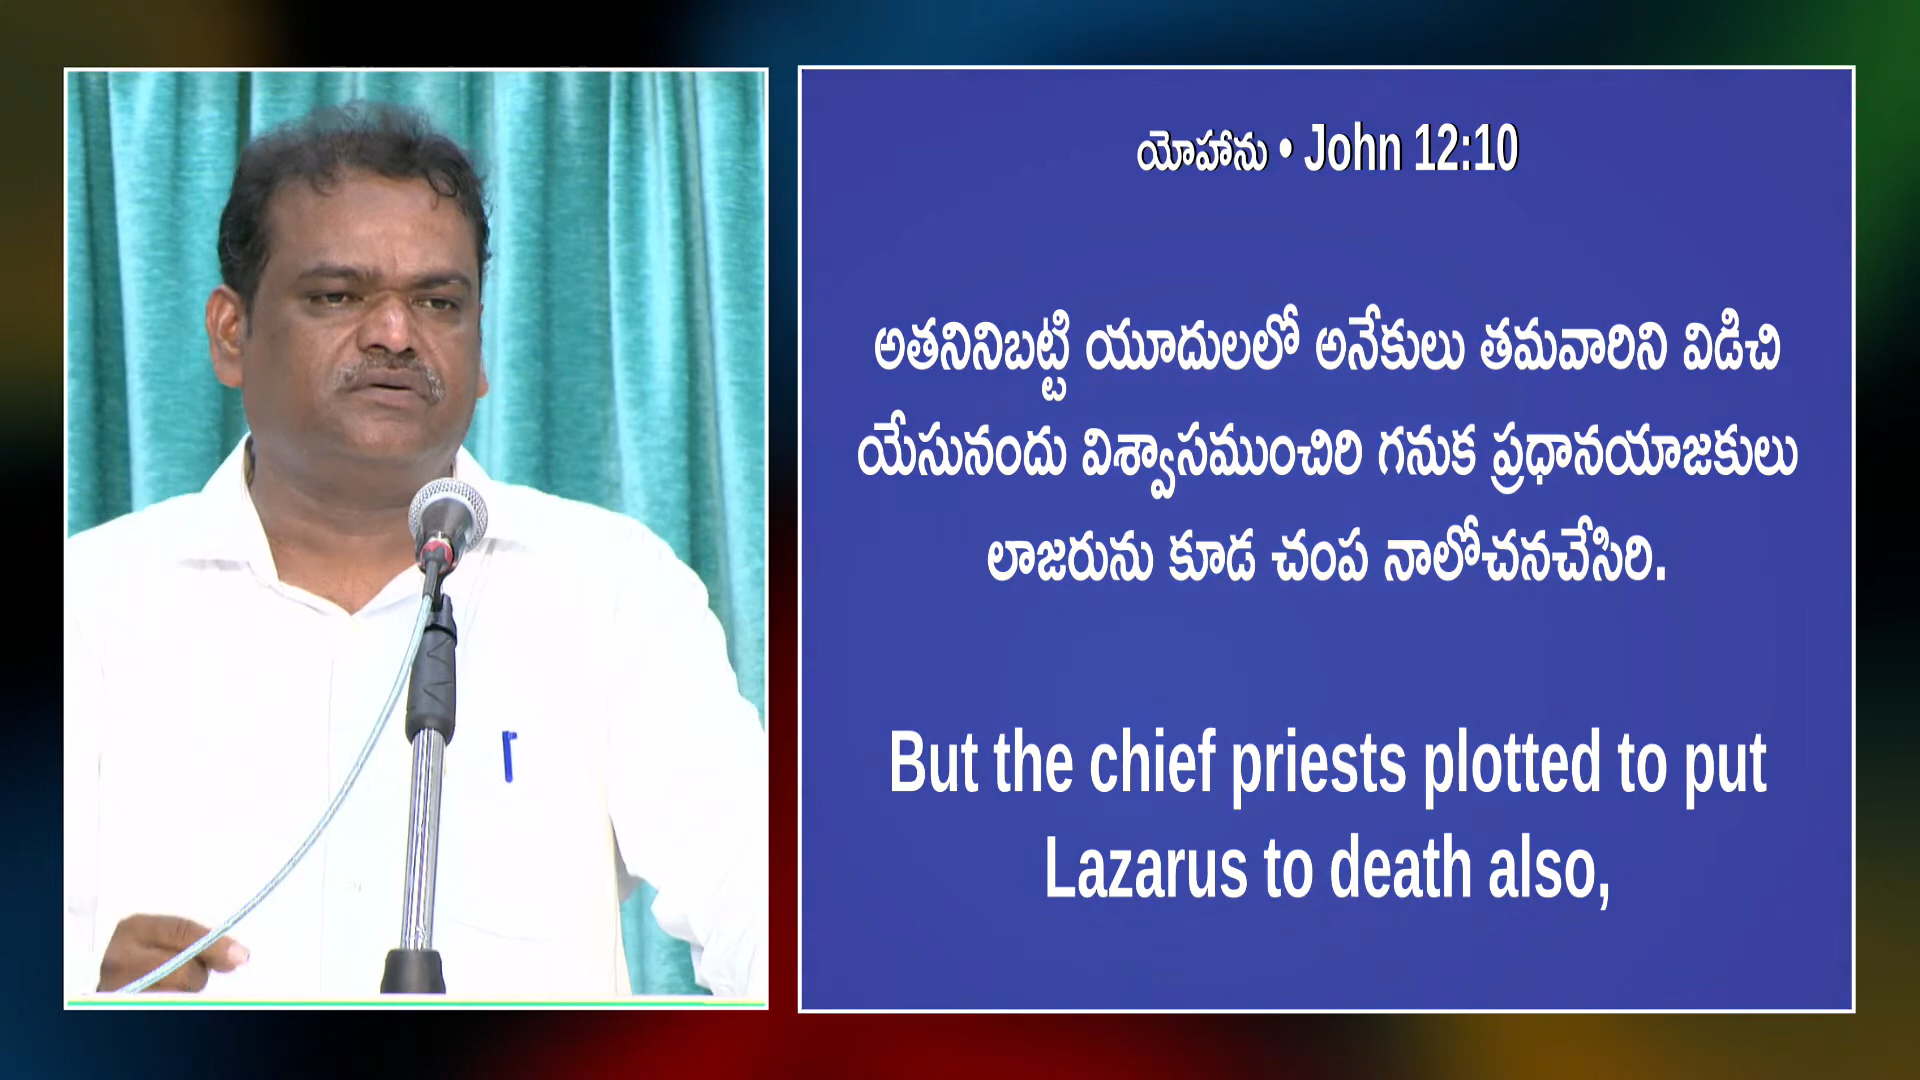 యోహాను • John 12:10
అతనినిబట్టి యూదులలో అనేకులు తమవారిని విడిచి
యేసునందు విశ్వాసముంచిరి గనుక ప్రధానయాజకులు
లాజరును కూడ చంప నాలోచనచేసిరి.
But the chief priests plotted to put
Lazarus to death also,